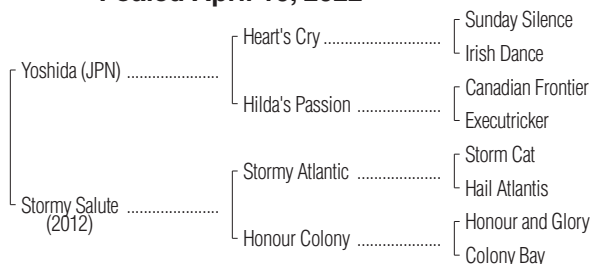 Foaled April 2022
Sunday Silence
Heart's Cry ..............................
Irish Dance
Yoshida (JPN) .......................
Canadian Frontier
Hilda's Passion .....................
Executricker
Storm Cat
Stormy Atlantic .....................
Hail Atlantis
Stormy Salute .......................
(2012)
Honour and Glory
Honour Colony .....................
Colony Bay